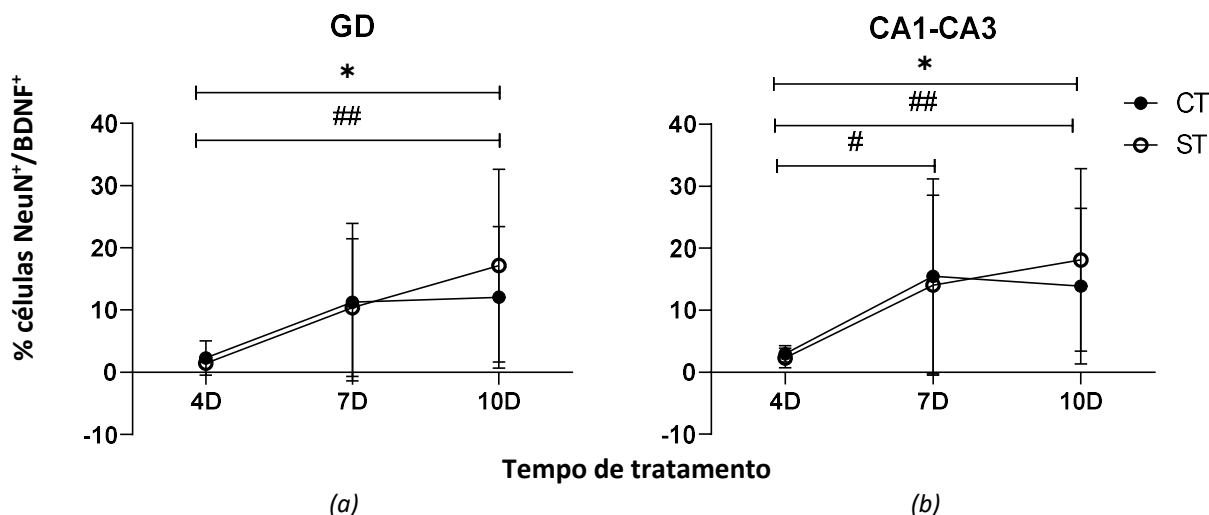 GD
*
##
40
30
20
10
0
-10
4D
7D
10D
% células NeuN⁺/BDNF⁺
CA1-CA3
*
##
#
40
30
20
10
0
-10
4D
7D
10D
CT
ST
Tempo de tratamento
(a)
(b)